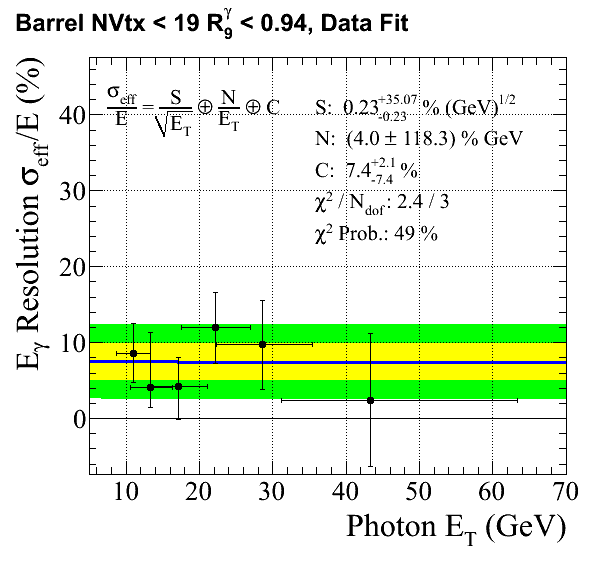 Barrel NVtx < 19 R₉^γ < 0.94, Data Fit
E_γ Resolution σ_eff/E (%)
σ_eff/E = S/√E_T ⊕ N/E_T ⊕ C
S: 0.23 +35.07 -0.23 % (GeV)^1/2
N: (4.0 ± 118.3) % GeV
C: 7.4 +2.1 -7.4 %
χ² / N_dof: 2.4 / 3
χ² Prob.: 49 %
40
30
20
10
0
10 20 30 40 50 60 70
Photon E_T (GeV)